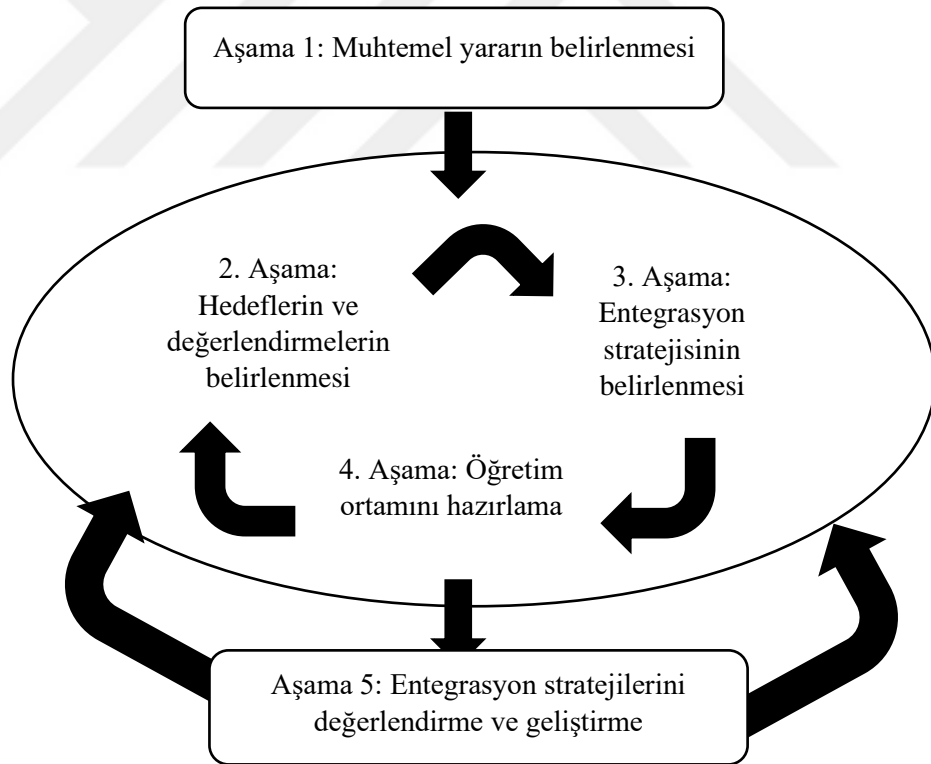 Aşama 1: Muhtemel yararın belirlenmesi
2. Aşama:
Hedeflerin ve
değerlendirmelerin
belirlenmesi
3. Aşama:
Entegrasyon
stratejisinin
belirlenmesi
4. Aşama: Öğretim
ortamını hazırlama
Aşama 5: Entegrasyon stratejilerini
değerlendirme ve geliştirme